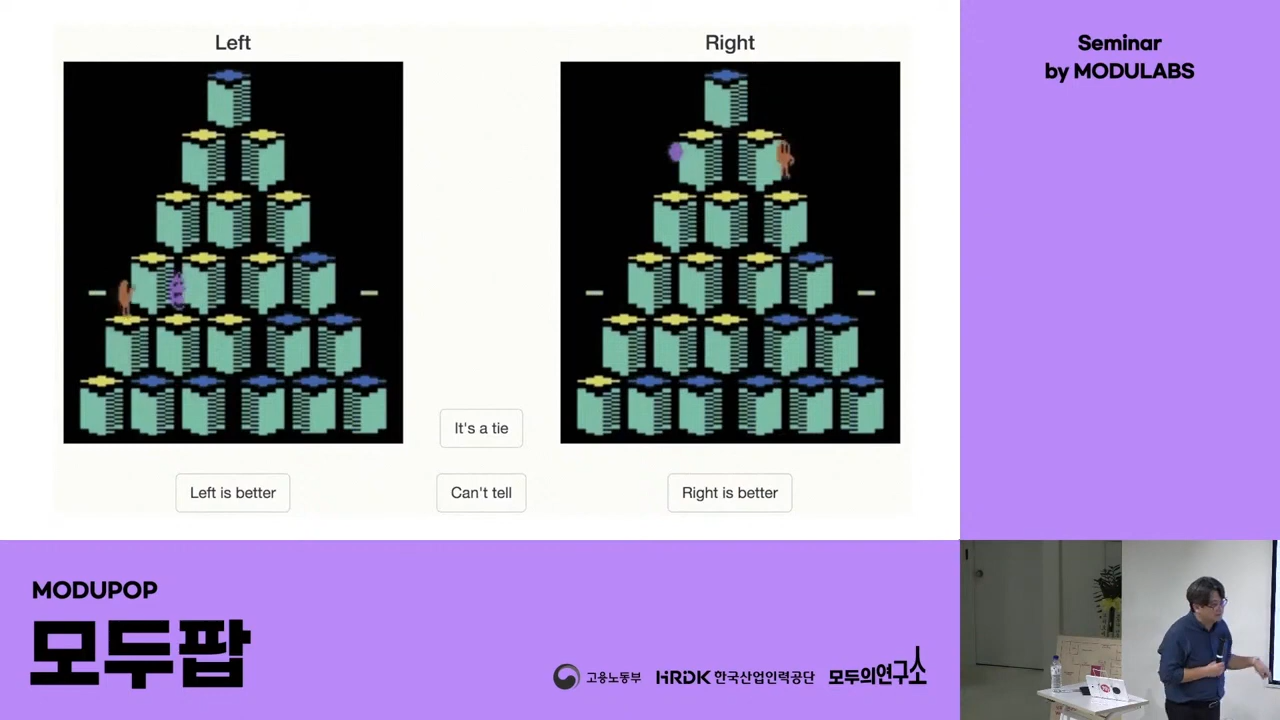 Left
Right
It's a tie
Left is better
Can't tell
Right is better
Seminar
by MODULABS
MODUPOP
모두팝
고용노동부
HRDK 한국산업인력공단
모두의연구소